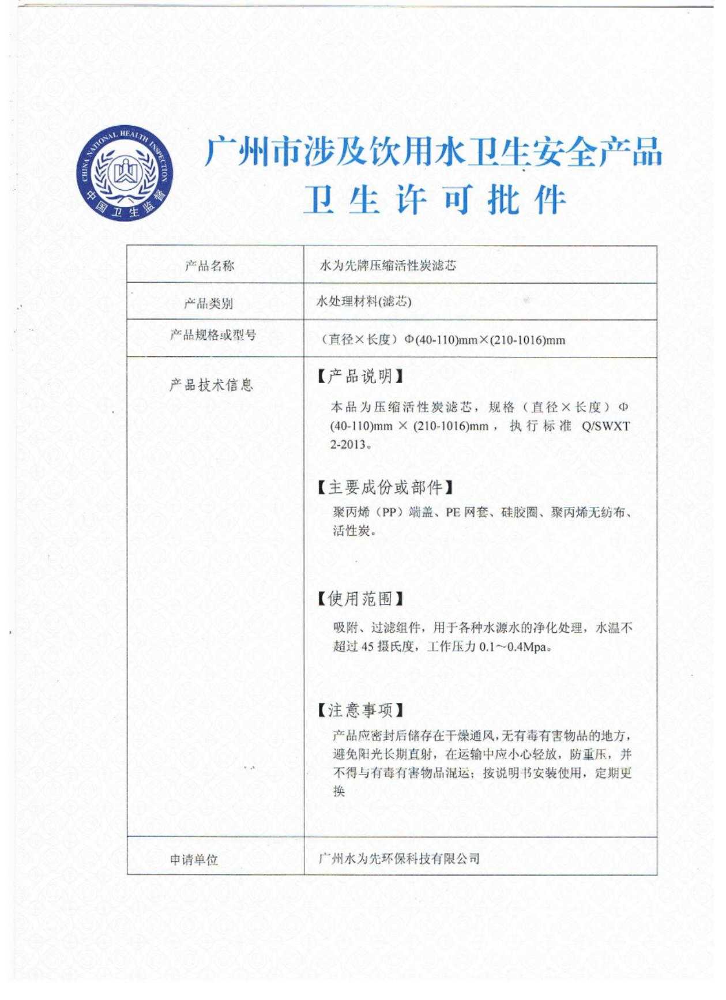 CHINA NATIONAL HEALTH INSPECTION
中国卫生监督
广州市涉及饮用水卫生安全产品
卫生许可批件
产品名称
水为先牌压缩活性炭滤芯
产品类别
水处理材料(滤芯)
产品规格或型号
（直径×长度）Φ(40-110)mm×(210-1016)mm
产品技术信息
【产品说明】
本品为压缩活性炭滤芯，规格（直径×长度）Φ
(40-110)mm × (210-1016)mm ， 执 行 标 准 Q/SWXT
2-2013。
【主要成份或部件】
聚丙烯（PP）端盖、PE 网套、硅胶圈、聚丙烯无纺布、
活性炭。
【使用范围】
吸附、过滤组件，用于各种水源水的净化处理，水温不
超过 45 摄氏度，工作压力 0.1～0.4Mpa。
【注意事项】
产品应密封后储存在干燥通风,无有毒有害物品的地方，
避免阳光长期直射，在运输中应小心轻放，防重压，并
不得与有毒有害物品混运；按说明书安装使用，定期更
换
申请单位
广州水为先环保科技有限公司